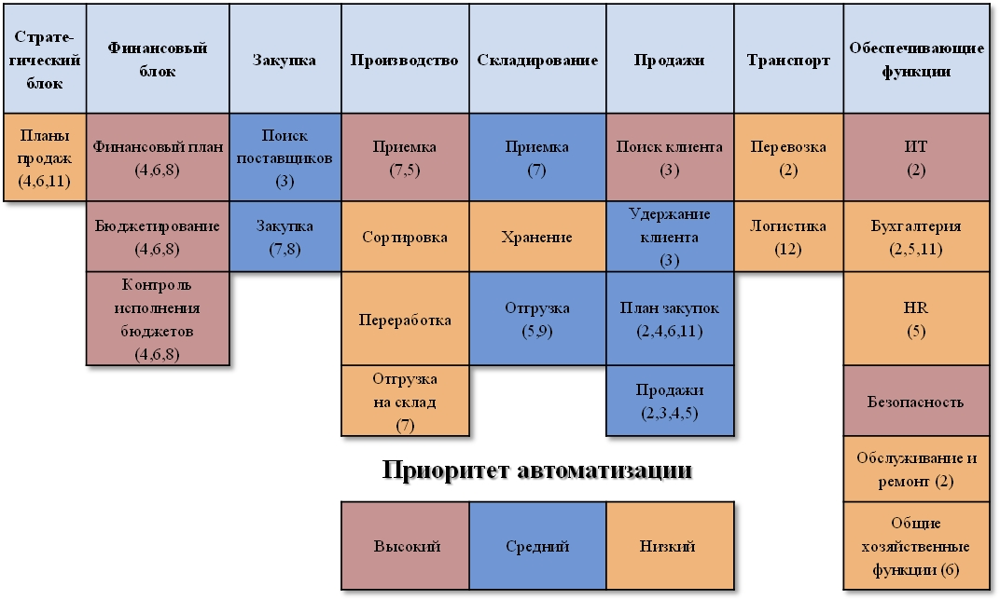 Страте-
гический
блок
Финансовый
блок
Закупка
Производство
Складирование
Продажи
Транспорт
Обеспечивающие
функции
Планы
продаж
(4,6,11)
Финансовый план
(4,6,8)
Поиск
поставщиков
(3)
Приемка
(7,5)
Приемка
(7)
Поиск клиента
(3)
Перевозка
(2)
ИТ
(2)
Бюджетирование
(4,6,8)
Закупка
(7,8)
Сортировка
Хранение
Удержание
клиента
(3)
Логистика
(12)
Бухгалтерия
(2,5,11)
Контроль
исполнения
бюджетов
(4,6,8)
Переработка
Отгрузка
(5,9)
План закупок
(2,4,6,11)
HR
(5)
Отгрузка
на склад
(7)
Продажи
(2,3,4,5)
Безопасность
Обслуживание и
ремонт (2)
Общие
хозяйственные
функции (6)
Приоритет автоматизации
Высокий
Средний
Низкий